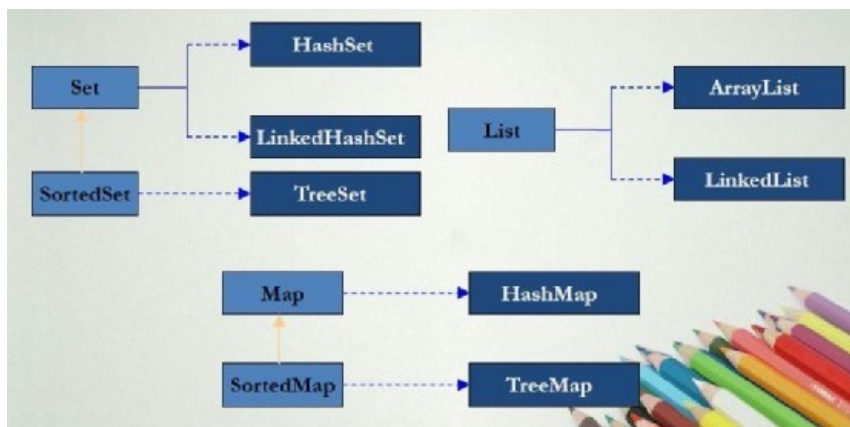 HashSet
Set
LinkedHashSet
SortedSet
TreeSet
ArrayList
List
LinkedList
Map
HashMap
SortedMap
TreeMap